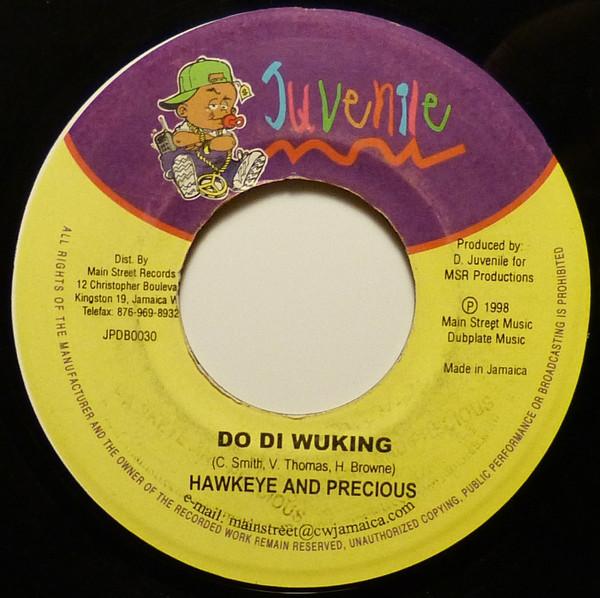 Juvenile
Dist. By
Main Street Records
12 Christopher Bouleva
Kingston 19, Jamaica W
Telefax: 876-969-8932
JPDB0030
Produced by:
D. Juvenile for
MSR Productions
Ⓟ 1998
Main Street Music
Dubplate Music
Made in Jamaica
DO DI WUKING
(C. Smith, V. Thomas, H. Browne)
HAWKEYE AND PRECIOUS
e-mail: mainstreet@cwjamaica.com
ALL RIGHTS OF THE MANUFACTURER AND THE OWNER OF THE RECORDED WORK REMAIN RESERVED, UNAUTHORIZED COPYING, PUBLIC PERFORMANCE OR BROADCASTING IS PROHIBITED